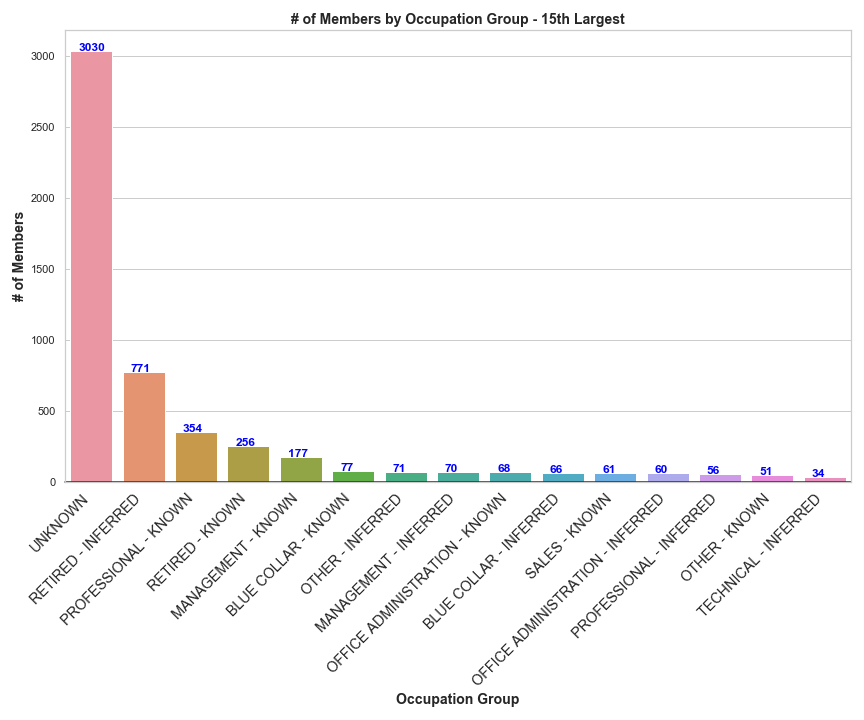 # of Members by Occupation Group - 15th Largest
# of Members
3000
2500
2000
1500
1000
500
0
3030
771
354
256
177
77
71
70
68
66
61
60
56
51
34
UNKNOWN
RETIRED - INFERRED
PROFESSIONAL - KNOWN
RETIRED - KNOWN
MANAGEMENT - KNOWN
BLUE COLLAR - KNOWN
OTHER - INFERRED
MANAGEMENT - INFERRED
OFFICE ADMINISTRATION - KNOWN
BLUE COLLAR - INFERRED
SALES - KNOWN
OFFICE ADMINISTRATION - INFERRED
PROFESSIONAL - INFERRED
OTHER - KNOWN
TECHNICAL - INFERRED
Occupation Group